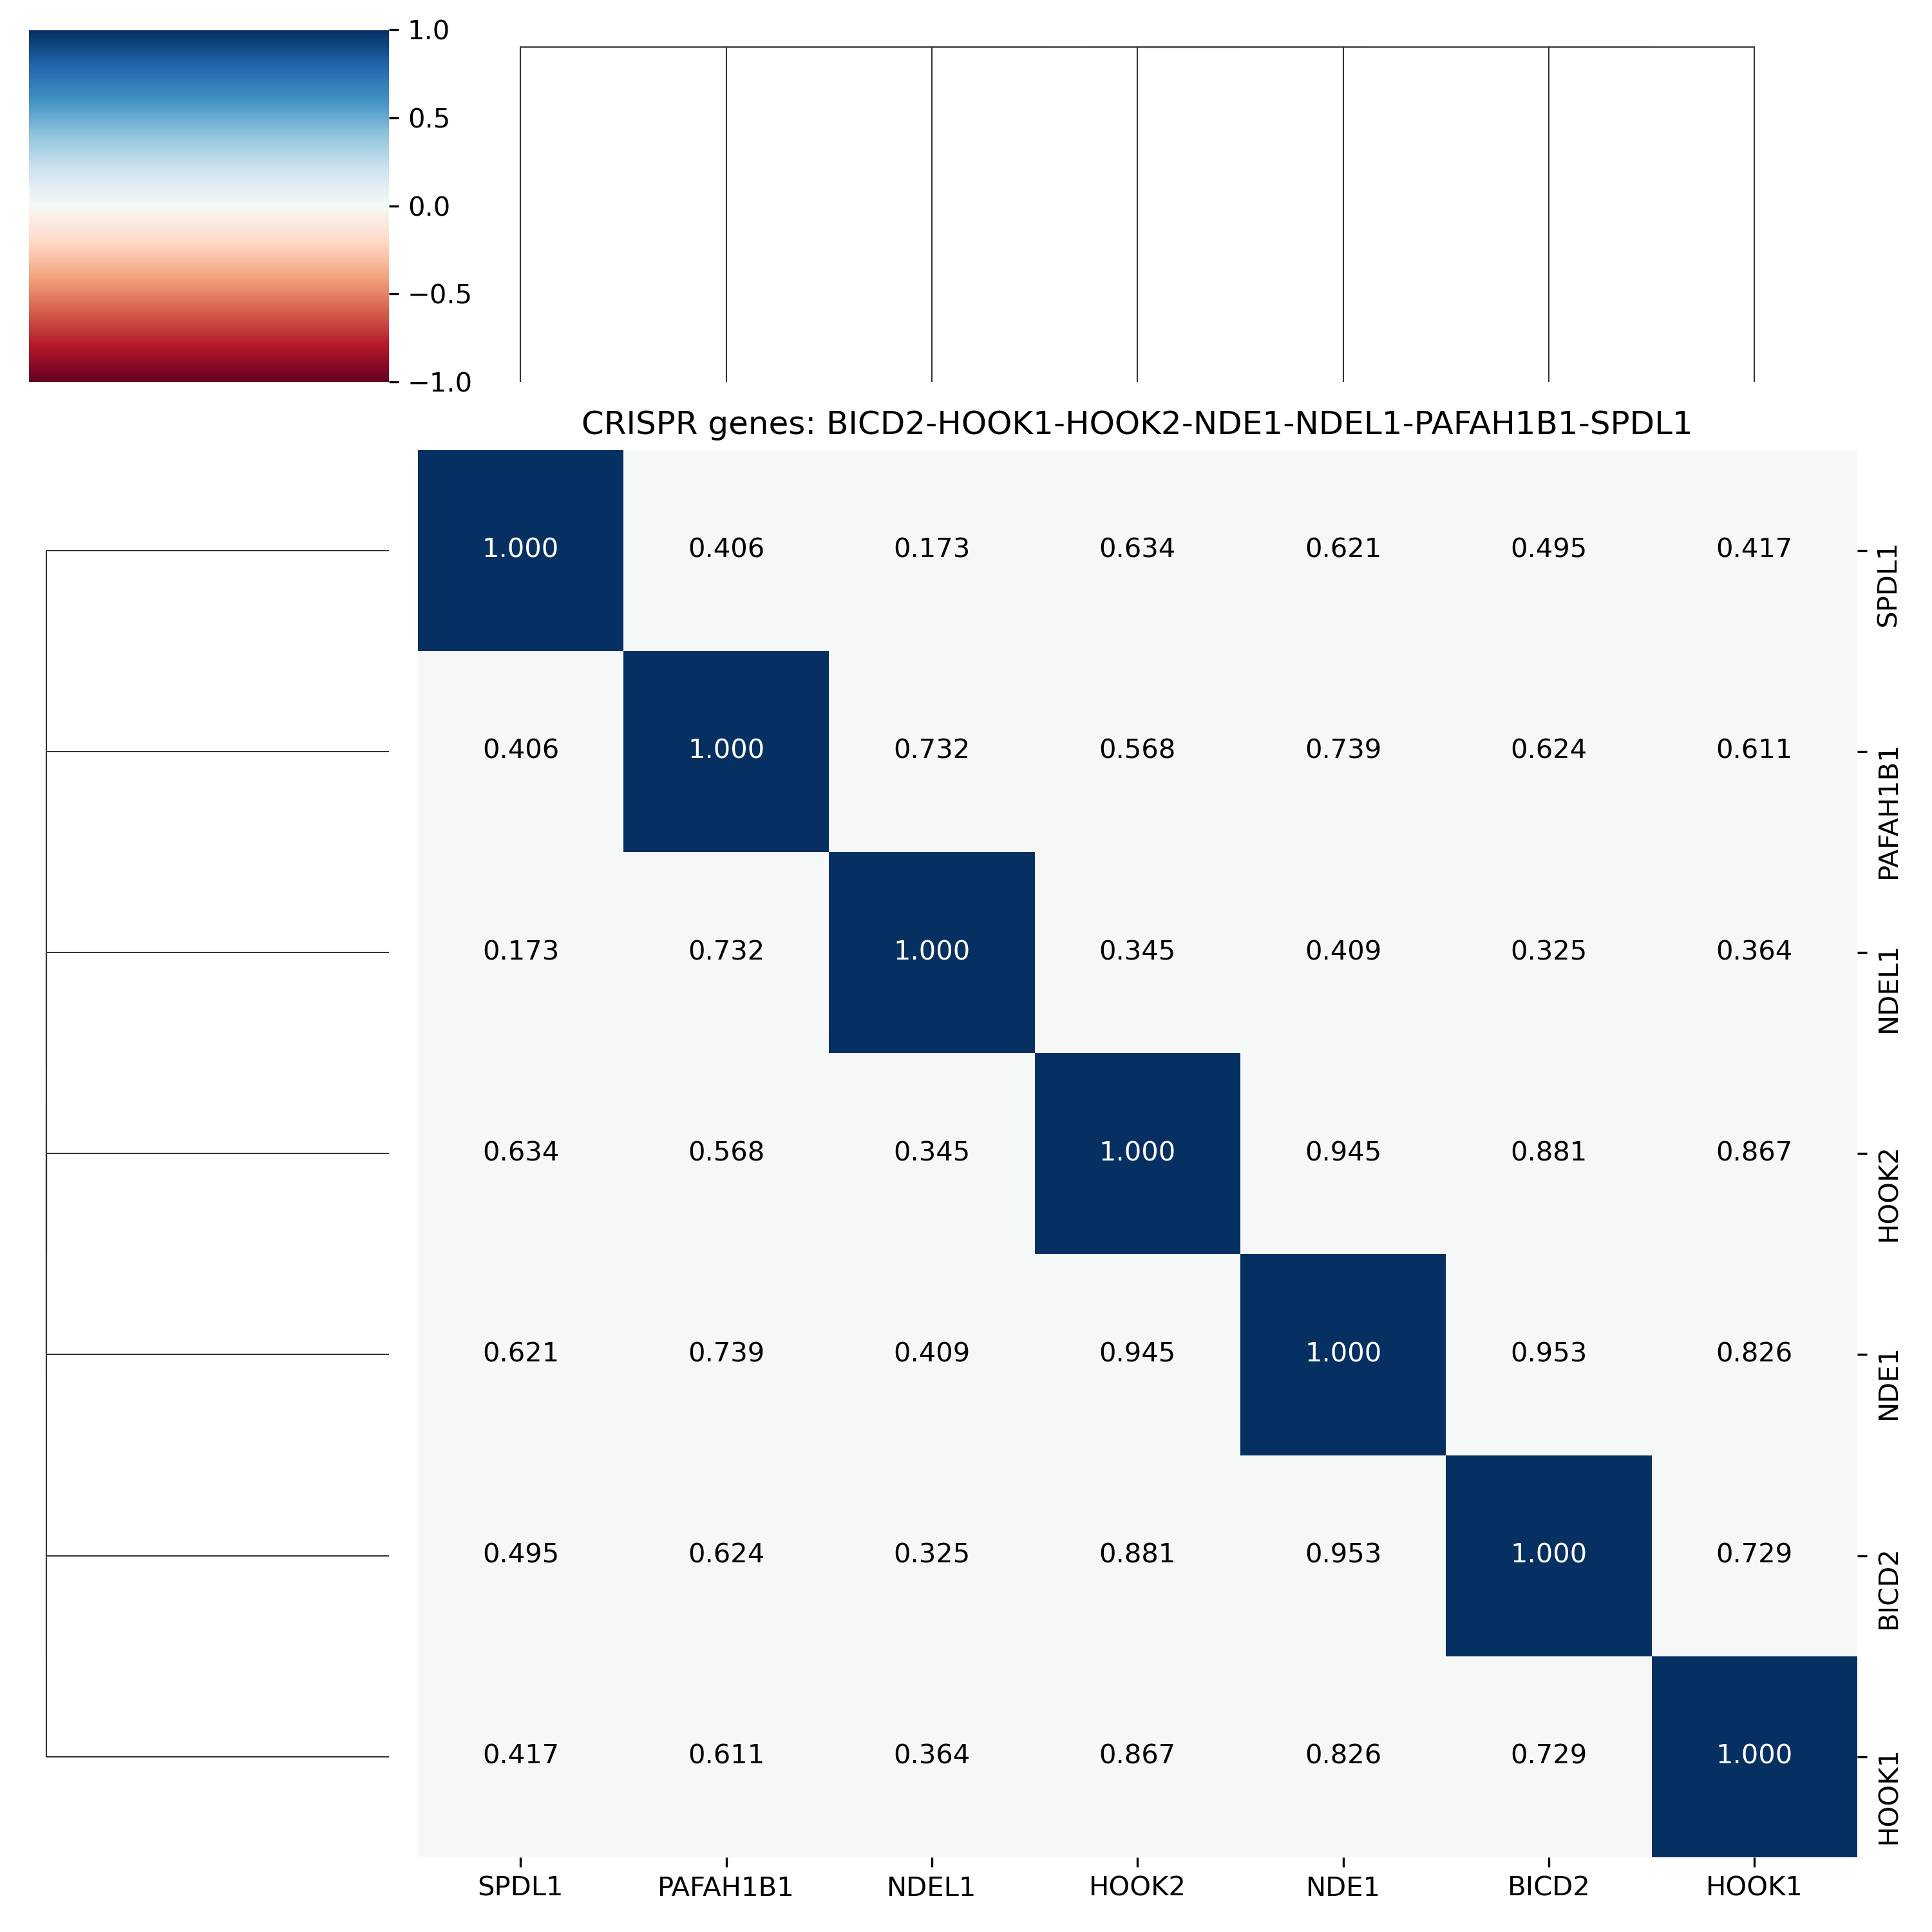 1.0
0.5
0.0
−0.5
−1.0
CRISPR genes: BICD2-HOOK1-HOOK2-NDE1-NDEL1-PAFAH1B1-SPDL1
1.000 0.406 0.173 0.634 0.621 0.495 0.417 SPDL1
0.406 1.000 0.732 0.568 0.739 0.624 0.611 PAFAH1B1
0.173 0.732 1.000 0.345 0.409 0.325 0.364 NDEL1
0.634 0.568 0.345 1.000 0.945 0.881 0.867 HOOK2
0.621 0.739 0.409 0.945 1.000 0.953 0.826 NDE1
0.495 0.624 0.325 0.881 0.953 1.000 0.729 BICD2
0.417 0.611 0.364 0.867 0.826 0.729 1.000 HOOK1
SPDL1 PAFAH1B1 NDEL1 HOOK2 NDE1 BICD2 HOOK1